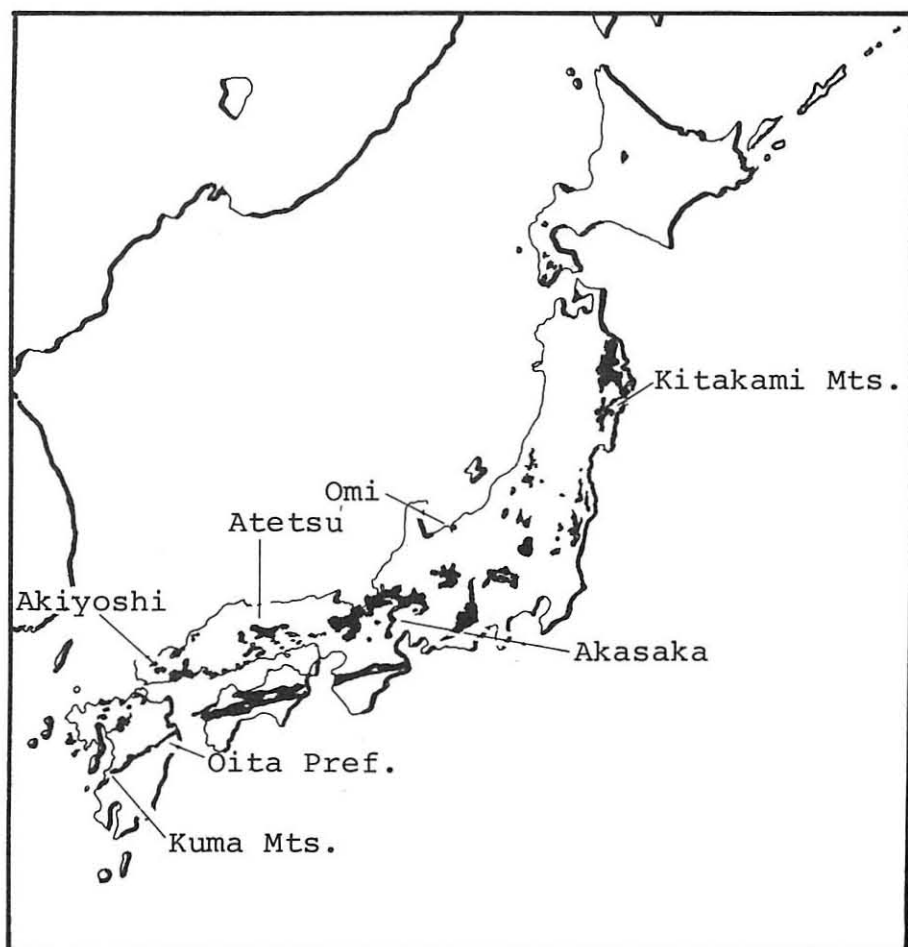 Kitakami Mts.
Omi
Atetsu
Akiyoshi
Akasaka
Oita Pref.
Kuma Mts.